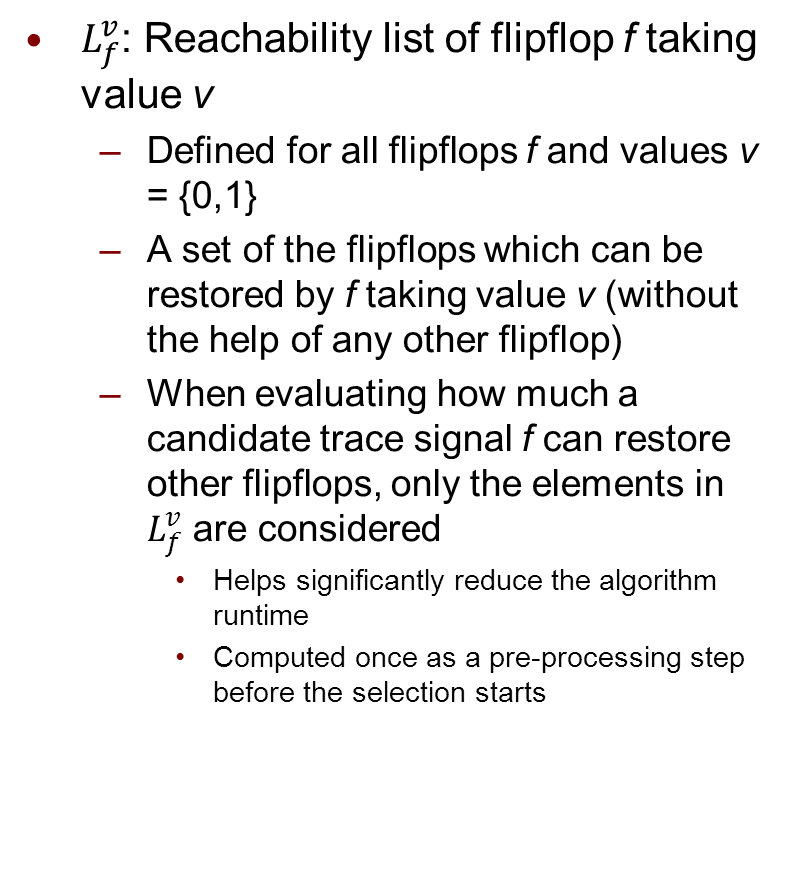 • L_f^v: Reachability list of flipflop f taking
value v
– Defined for all flipflops f and values v
= {0,1}
– A set of the flipflops which can be
restored by f taking value v (without
the help of any other flipflop)
– When evaluating how much a
candidate trace signal f can restore
other flipflops, only the elements in
L_f^v are considered
• Helps significantly reduce the algorithm
runtime
• Computed once as a pre-processing step
before the selection starts